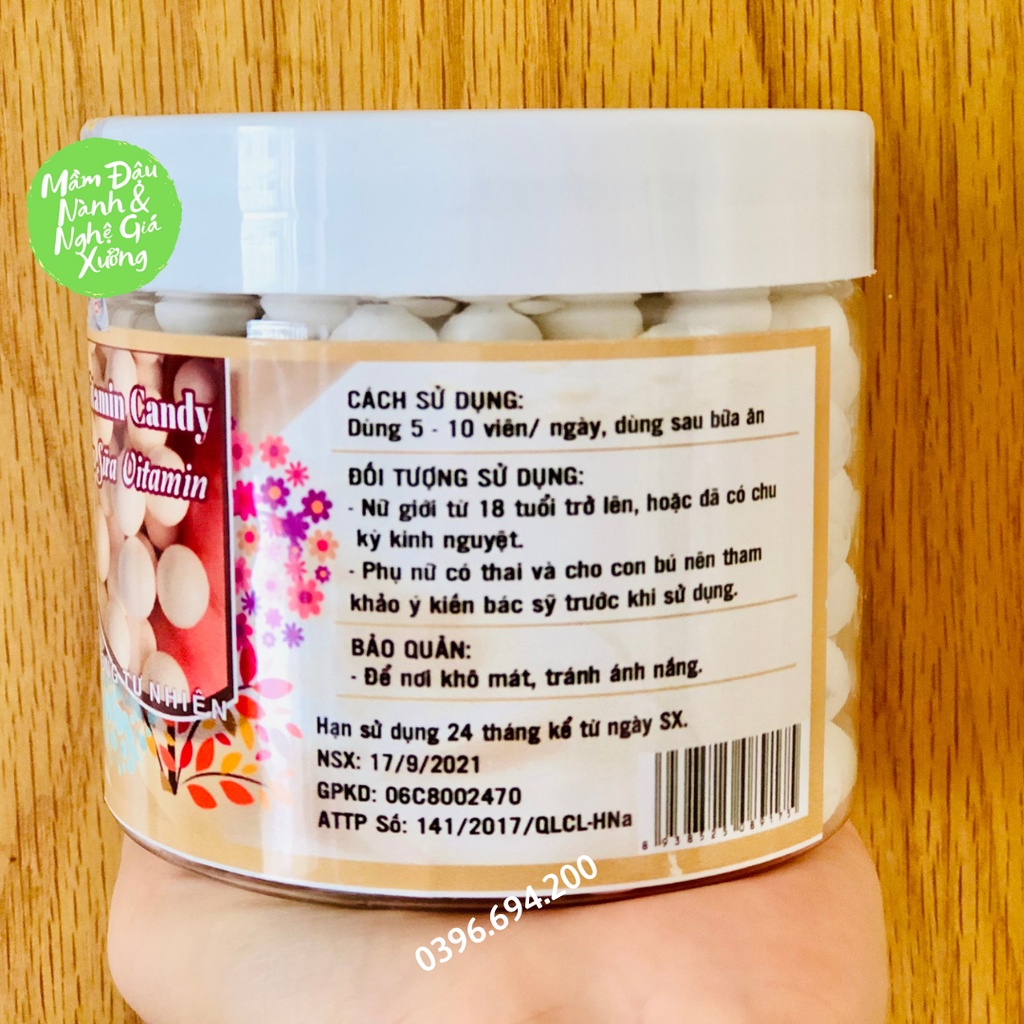 Mầm Đậu
Nành &
Nghệ Giá
Xưởng
Candy
Sữa Vitamin
TỰ NHIÊN
CÁCH SỬ DỤNG:
Dùng 5 - 10 viên/ ngày, dùng sau bữa ăn
ĐỐI TƯỢNG SỬ DỤNG:
- Nữ giới từ 18 tuổi trở lên, hoặc đã có chu
kỳ kinh nguyệt.
- Phụ nữ có thai và cho con bú nên tham
khảo ý kiến bác sỹ trước khi sử dụng.
BẢO QUẢN:
- Để nơi khô mát, tránh ánh nắng.
Hạn sử dụng 24 tháng kể từ ngày SX.
NSX: 17/9/2021
GPKD: 06C8002470
ATTP Số: 141/2017/QLCL-HNa
0396.694.200